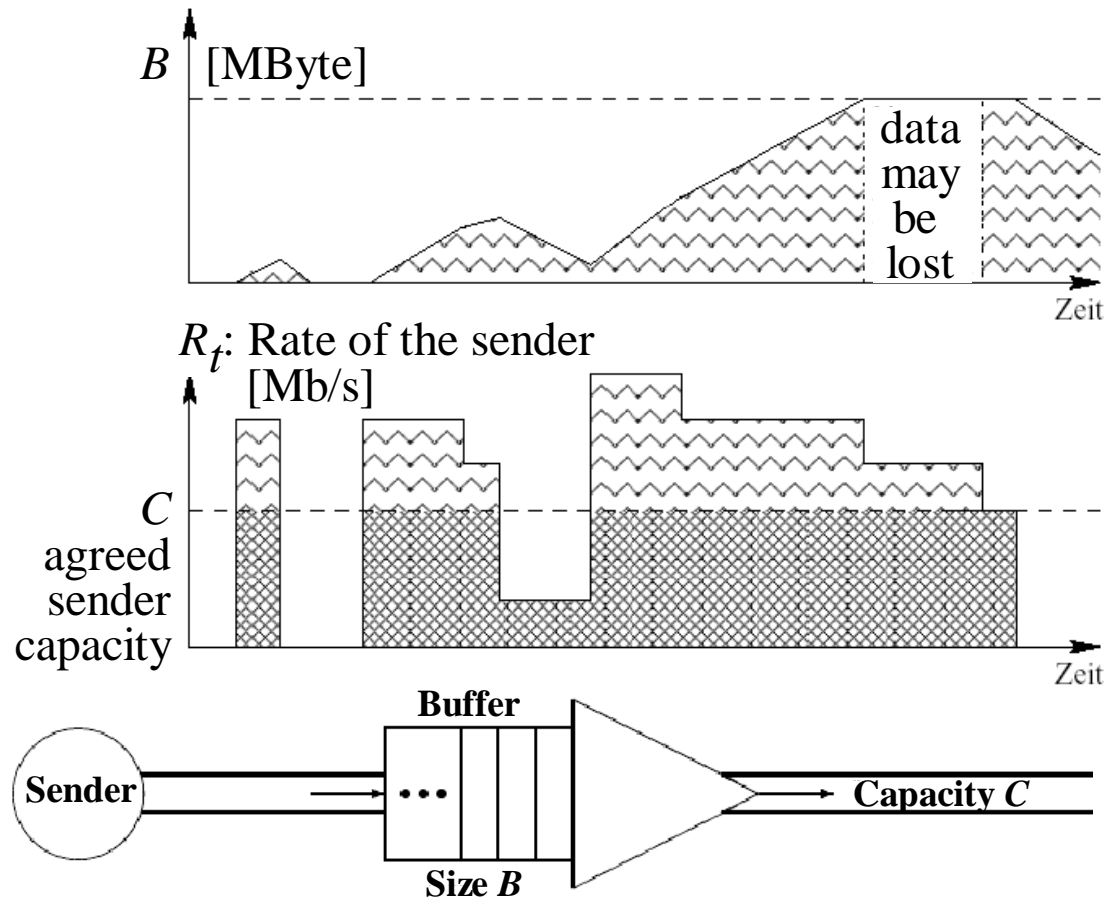 B [MByte]
data
may
be
lost
Zeit
R_t: Rate of the sender
[Mb/s]
C
agreed
sender
capacity
Zeit
Buffer
Sender
Capacity C
Size B